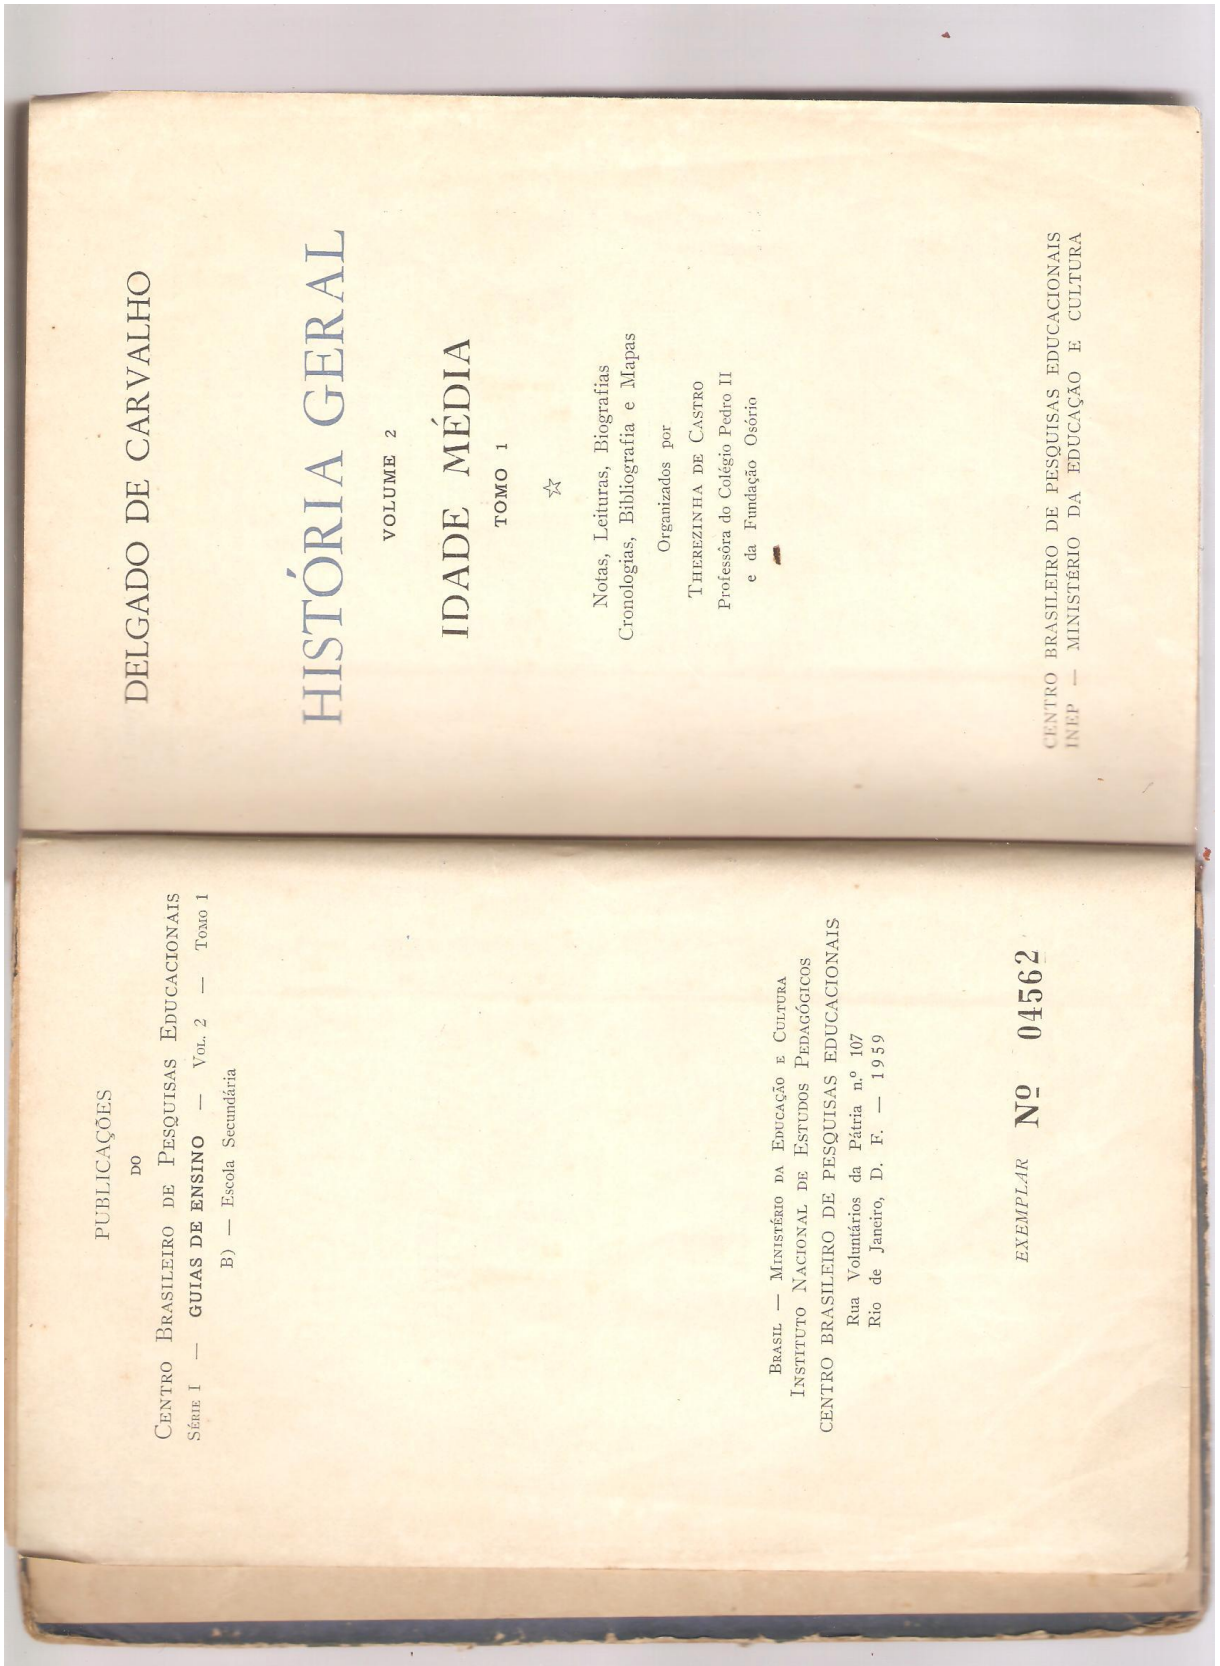 PUBLICAÇÕES
DO
CENTRO BRASILEIRO DE PESQUISAS EDUCACIONAIS
SÉRIE I — GUIAS DE ENSINO — VOL. 2 — TOMO 1
B) — Escola Secundária
BRASIL — MINISTÉRIO DA EDUCAÇÃO E CULTURA
INSTITUTO NACIONAL DE ESTUDOS PEDAGÓGICOS
CENTRO BRASILEIRO DE PESQUISAS EDUCACIONAIS
Rua Voluntários da Pátria n.º 107
Rio de Janeiro, D. F. — 1959
EXEMPLAR Nº 04562
DELGADO DE CARVALHO
HISTÓRIA GERAL
VOLUME 2
IDADE MÉDIA
TOMO 1
Notas, Leituras, Biografias
Cronologias, Bibliografia e Mapas
Organizados por
THEREZINHA DE CASTRO
Professôra do Colégio Pedro II
e da Fundação Osório
CENTRO BRASILEIRO DE PESQUISAS EDUCACIONAIS
INEP — MINISTÉRIO DA EDUCAÇÃO E CULTURA